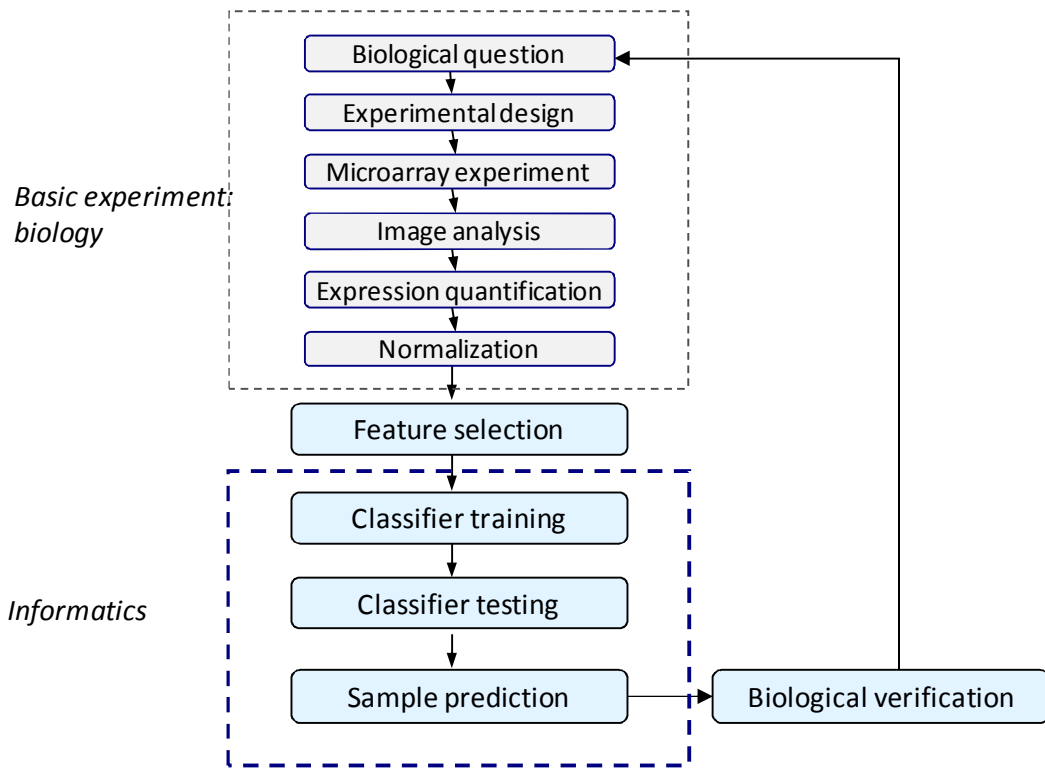 Biological question
Experimental design
Microarray experiment
Basic experiment:
biology
Image analysis
Expression quantification
Normalization
Feature selection
Classifier training
Classifier testing
Informatics
Sample prediction
Biological verification